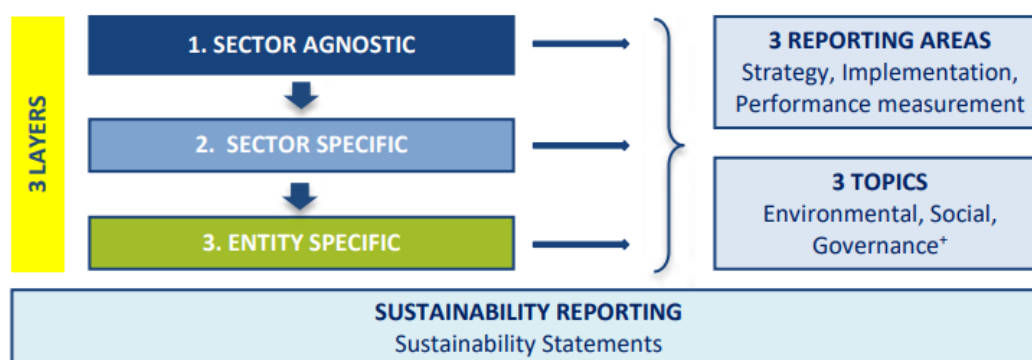 3 LAYERS
1. SECTOR AGNOSTIC
2. SECTOR SPECIFIC
3. ENTITY SPECIFIC
3 REPORTING AREAS
Strategy, Implementation,
Performance measurement
3 TOPICS
Environmental, Social,
Governance⁺
SUSTAINABILITY REPORTING
Sustainability Statements